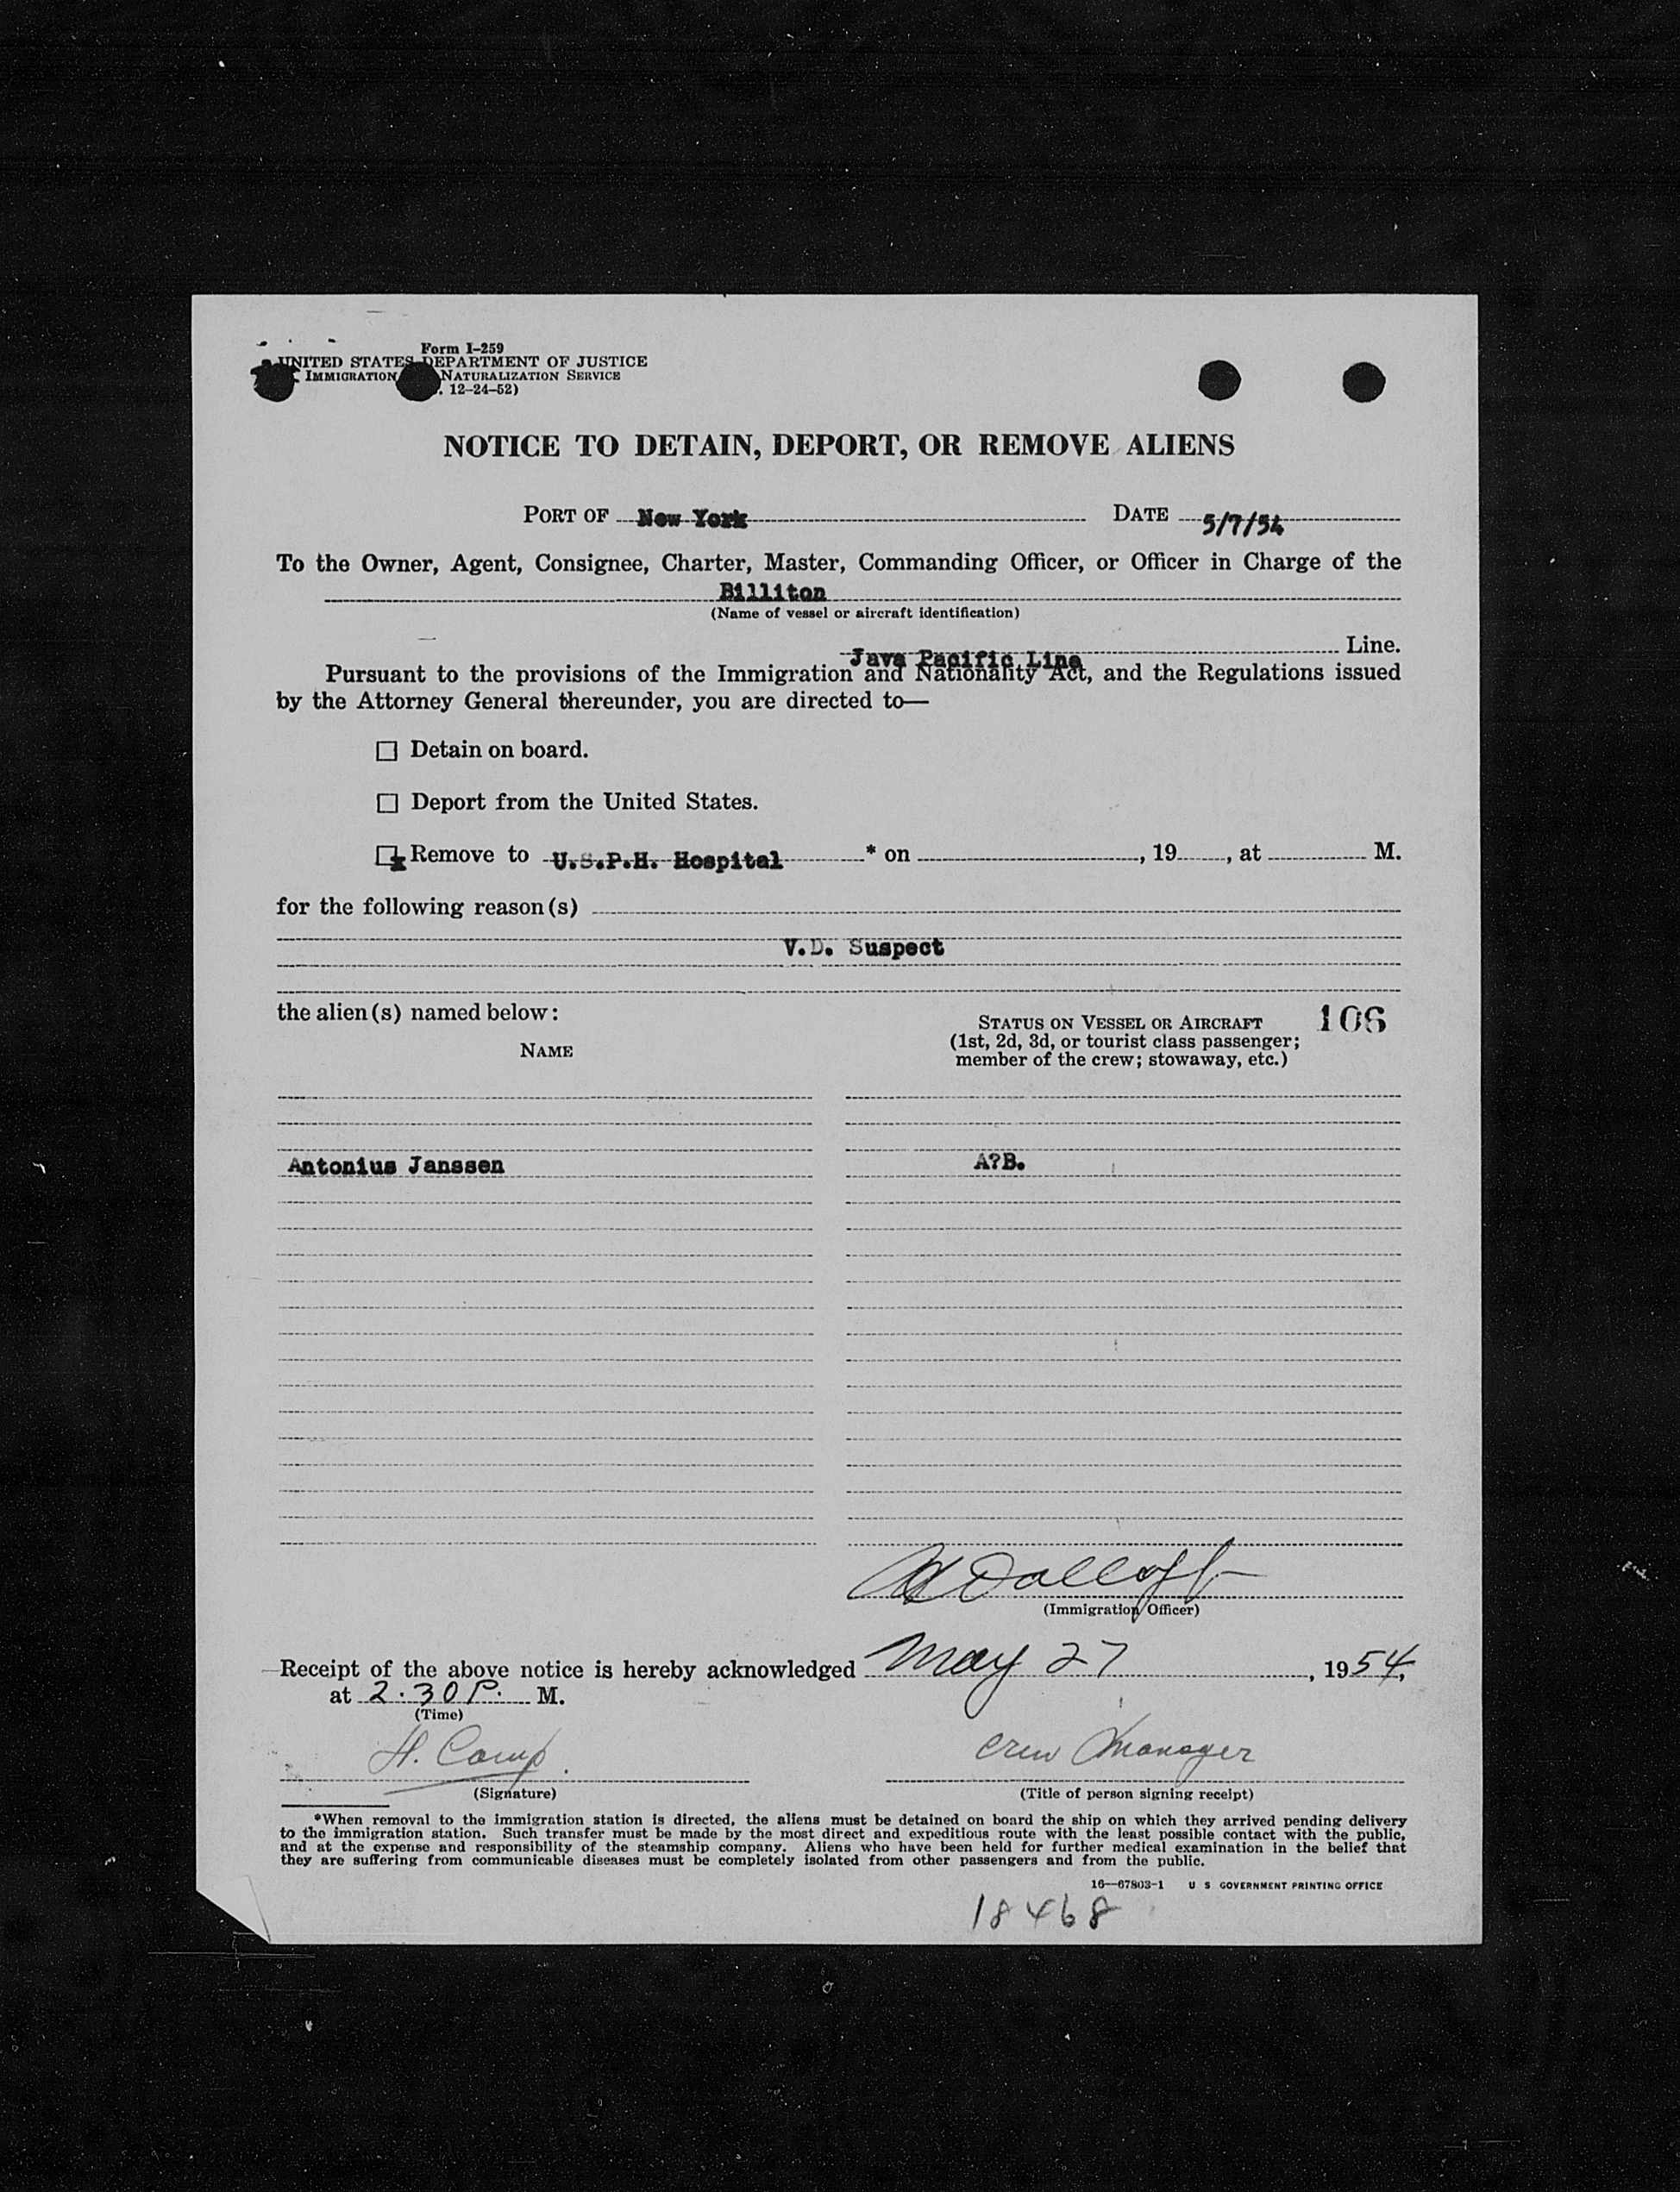 Form I-259
UNITED STATES DEPARTMENT OF JUSTICE
IMMIGRATION NATURALIZATION SERVICE
12-24-52)
NOTICE TO DETAIN, DEPORT, OR REMOVE ALIENS
PORT OF New York DATE 5/7/54
To the Owner, Agent, Consignee, Charter, Master, Commanding Officer, or Officer in Charge of the
Billiton
(Name of vessel or aircraft identification)
Java Pacific Line Line.
Pursuant to the provisions of the Immigration and Nationality Act, and the Regulations issued
by the Attorney General thereunder, you are directed to—
☐ Detain on board.
☐ Deport from the United States.
x Remove to U.S.P.H. Hospital * on , 19 , at M.
for the following reason(s)
V.D. Suspect
the alien(s) named below:
106
NAME
STATUS ON VESSEL OR AIRCRAFT
(1st, 2d, 3d, or tourist class passenger;
member of the crew; stowaway, etc.)
Antonius Janssen A?B.
(Immigration Officer)
Receipt of the above notice is hereby acknowledged May 27, 1954,
at 2.30 P. M.
(Time)
H. Camp. Crew Manager
(Signature) (Title of person signing receipt)
*When removal to the immigration station is directed, the aliens must be detained on board the ship on which they arrived pending delivery
to the immigration station. Such transfer must be made by the most direct and expeditious route with the least possible contact with the public,
and at the expense and responsibility of the steamship company. Aliens who have been held for further medical examination in the belief that
they are suffering from communicable diseases must be completely isolated from other passengers and from the public.
16—67803-1 U S GOVERNMENT PRINTING OFFICE
18468